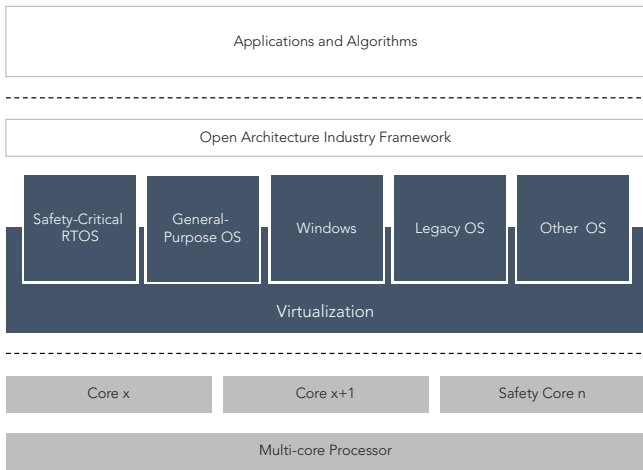 Applications and Algorithms
Open Architecture Industry Framework
Safety-Critical
RTOS
General-
Purpose OS
Windows
Legacy OS
Other OS
Virtualization
Core x
Core x+1
Safety Core n
Multi-core Processor